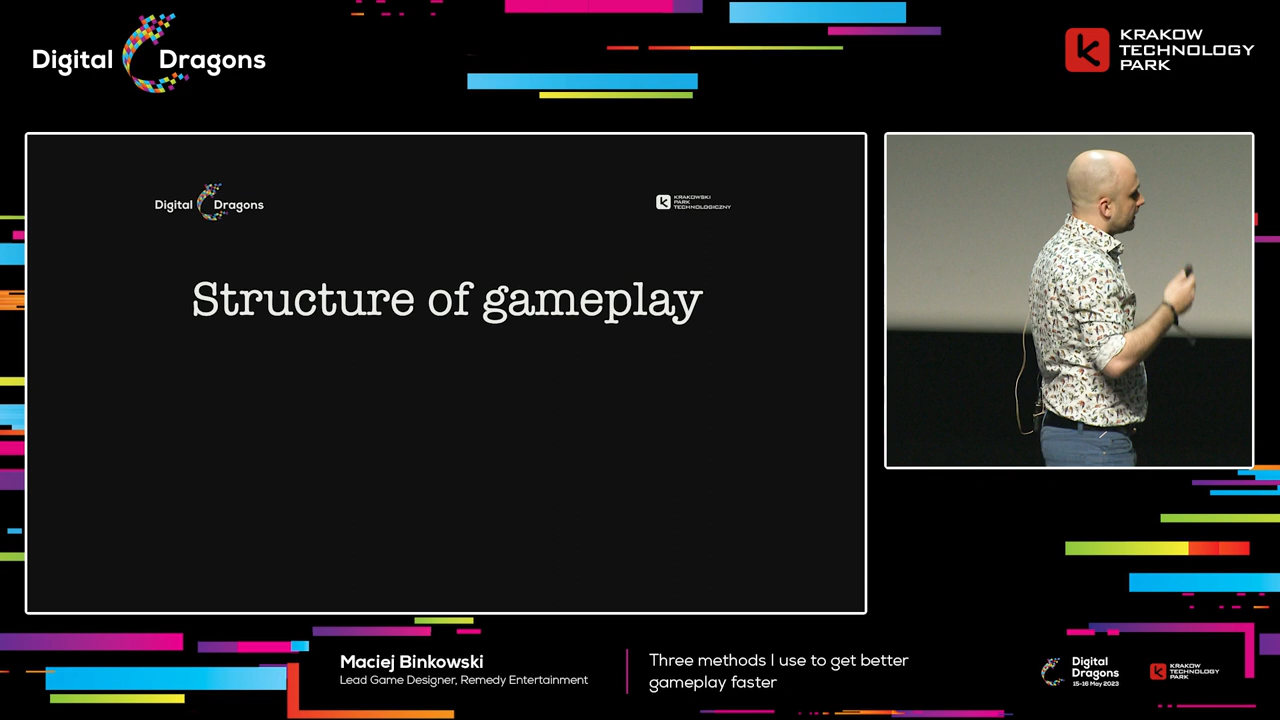 Digital Dragons
KRAKOW
TECHNOLOGY
PARK
Digital Dragons
KRAKOWSKI
PARK
TECHNOLOGICZNY
Structure of gameplay
Maciej Binkowski
Lead Game Designer, Remedy Entertainment
Three methods I use to get better
gameplay faster
Digital
Dragons
15-16 May 2023
KRAKOW
TECHNOLOGY
PARK